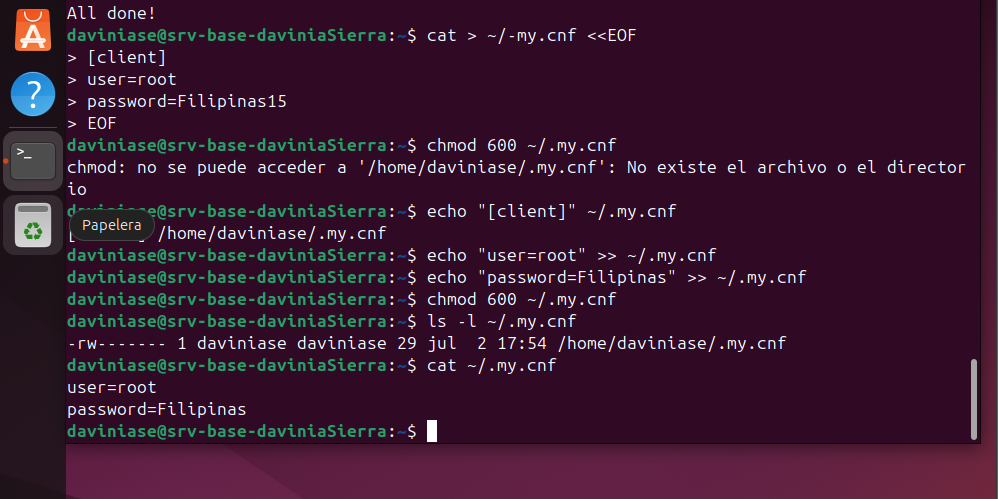 All done!
daviniase@srv-base-daviniaSierra:~$ cat > ~/-my.cnf <<EOF
> [client]
> user=root
> password=Filipinas15
> EOF
daviniase@srv-base-daviniaSierra:~$ chmod 600 ~/.my.cnf
chmod: no se puede acceder a '/home/daviniase/.my.cnf': No existe el archivo o el director
io
daviniase@srv-base-daviniaSierra:~$ echo "[client]" ~/.my.cnf
Papelera
/home/daviniase/.my.cnf
daviniase@srv-base-daviniaSierra:~$ echo "user=root" >> ~/.my.cnf
daviniase@srv-base-daviniaSierra:~$ echo "password=Filipinas" >> ~/.my.cnf
daviniase@srv-base-daviniaSierra:~$ chmod 600 ~/.my.cnf
daviniase@srv-base-daviniaSierra:~$ ls -l ~/.my.cnf
-rw------- 1 daviniase daviniase 29 jul  2 17:54 /home/daviniase/.my.cnf
daviniase@srv-base-daviniaSierra:~$ cat ~/.my.cnf
user=root
password=Filipinas
daviniase@srv-base-daviniaSierra:~$